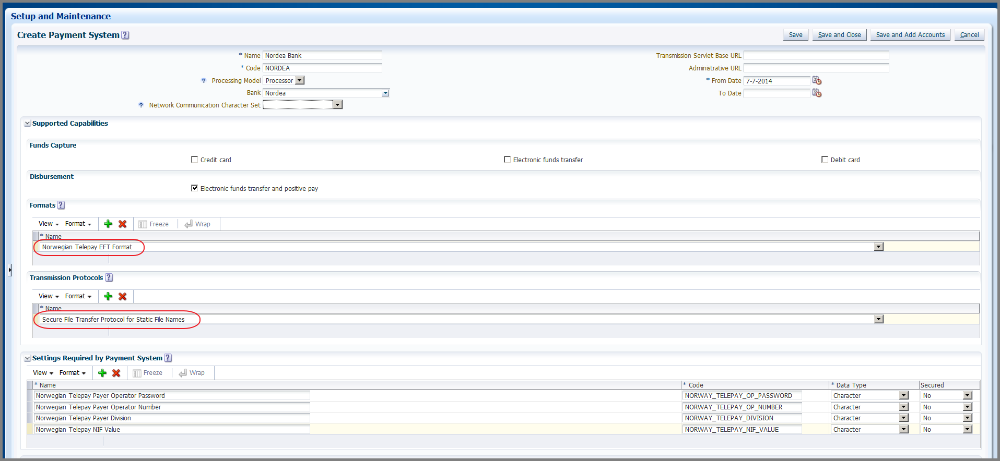 Setup and Maintenance
Create Payment System ?
Save Save and Close Save and Add Accounts Cancel
* Name Nordea Bank Transmission Servlet Base URL
* Code NORDEA Administrative URL
? Processing Model Processor * From Date 7-7-2014
Bank Nordea To Date
? Network Communication Character Set
Supported Capabilities
Funds Capture
Credit card Electronic funds transfer Debit card
Disbursement
Electronic funds transfer and positive pay
Formats ?
View Format Freeze Wrap
* Name
Norwegian Telepay EFT Format
Transmission Protocols ?
View Format
* Name
Secure File Transfer Protocol for Static File Names
Settings Required by Payment System ?
View Format Freeze Wrap
* Name * Code * Data Type Secured
Norwegian Telepay Payer Operator Password NORWAY_TELEPAY_OP_PASSWORD Character No
Norwegian Telepay Payer Operator Number NORWAY_TELEPAY_OP_NUMBER Character No
Norwegian Telepay Payer Division NORWAY_TELEPAY_DIVISION Character No
Norwegian Telepay NIF Value NORWAY_TELEPAY_NIF_VALUE Character No